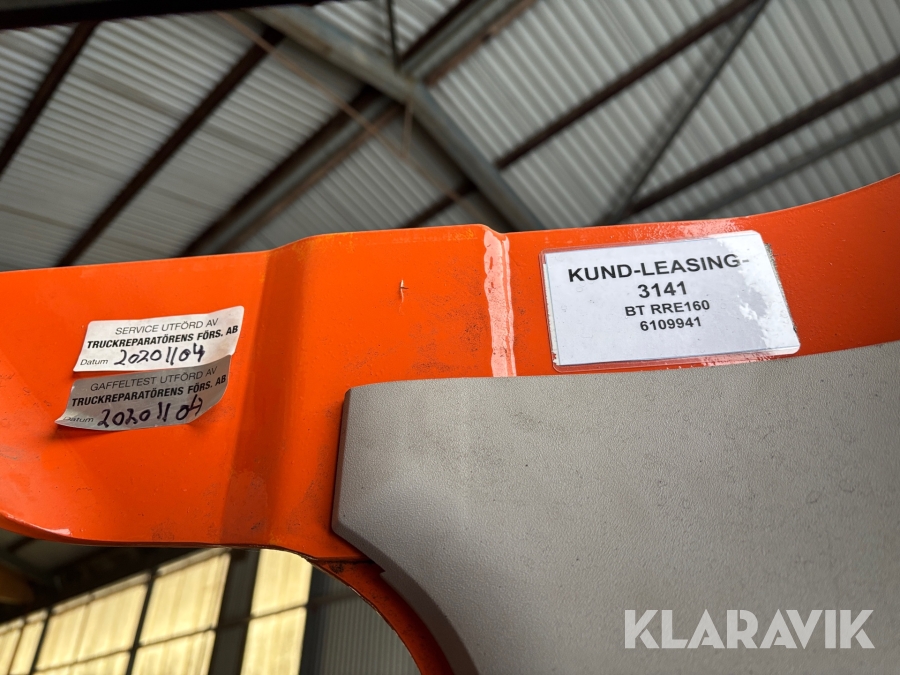 KUND-LEASING-
3141
BT RRE160
6109941
SERVICE UTFÖRD AV
TRUCKREPARATÖRENS FÖRS. AB
Datum 20201104
GAFFELTEST UTFÖRD AV
TRUCKREPARATÖRENS FÖRS. AB
Datum 20201104
KLARAVIK